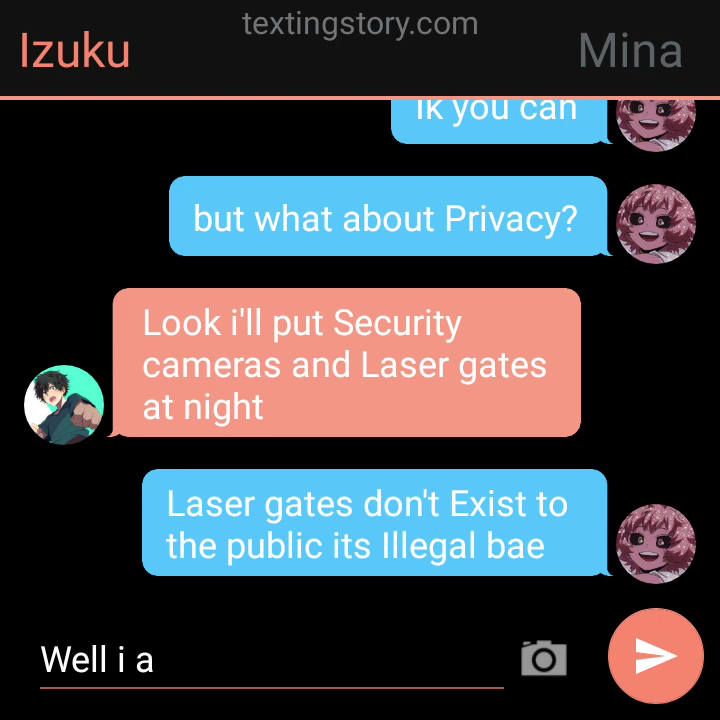 textingstory.com
Izuku
Mina
Ik you can
but what about Privacy?
Look i'll put Security
cameras and Laser gates
at night
Laser gates don't Exist to
the public its Illegal bae
Well i a